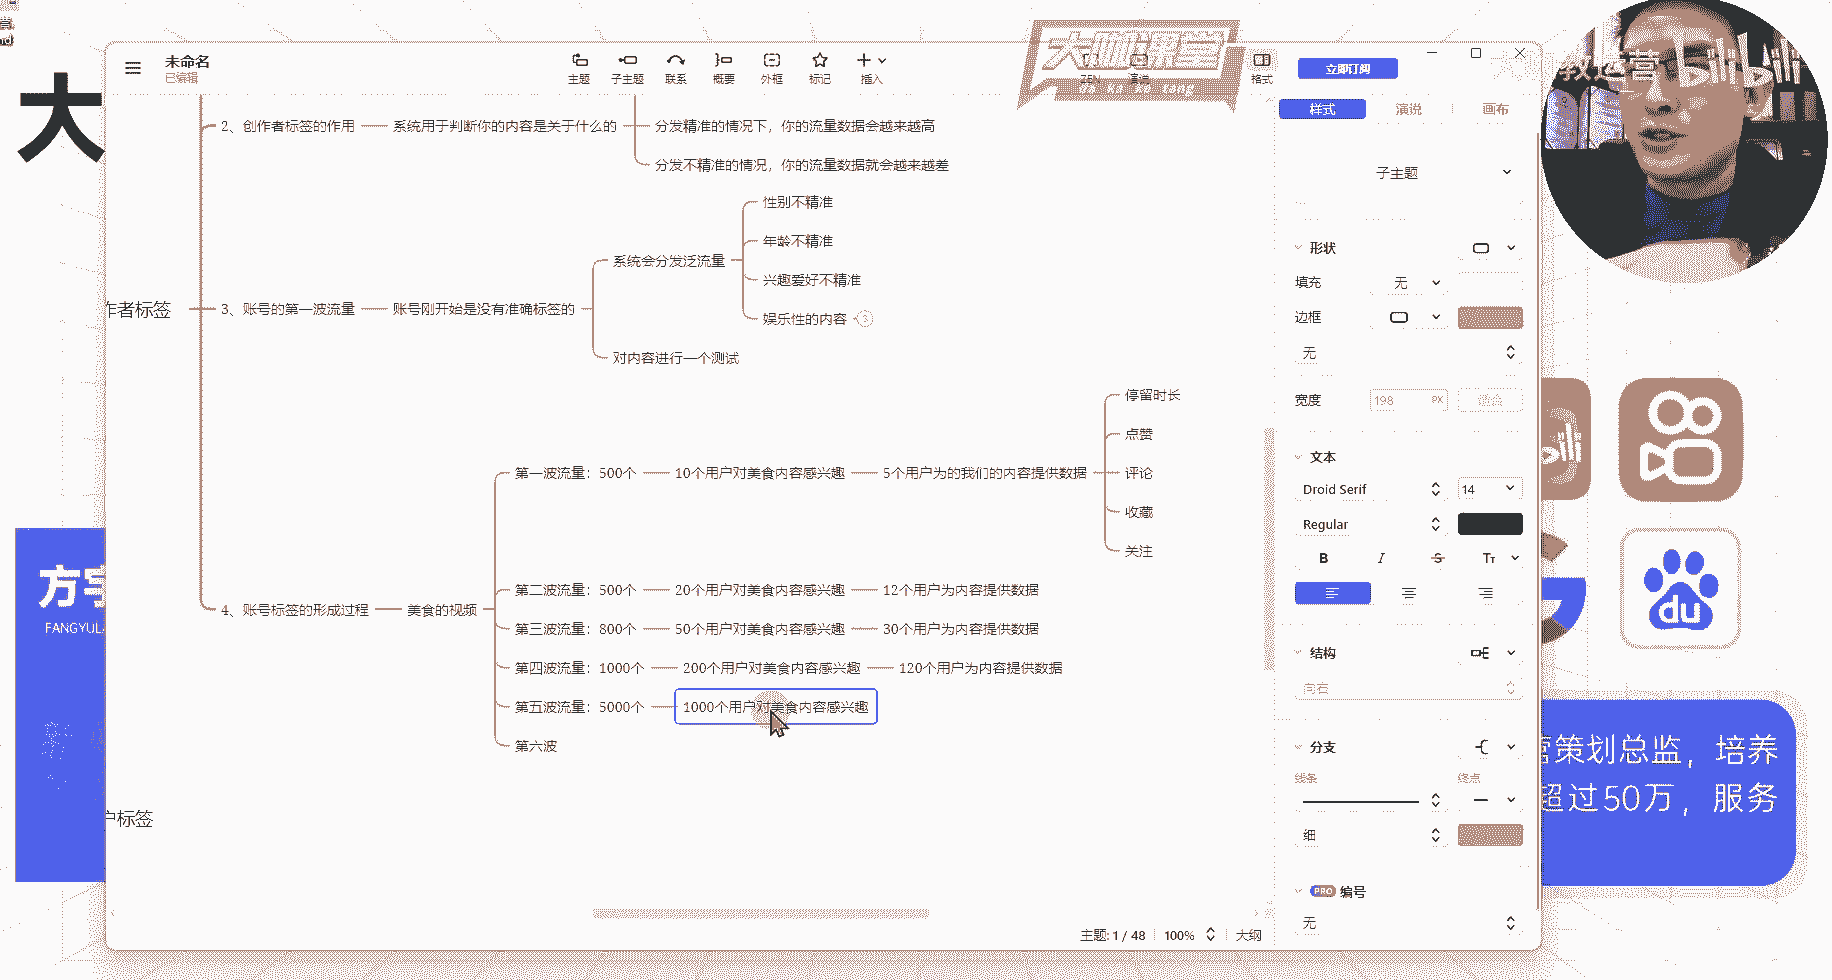 未命名
已编辑
主题
子主题
联系
概要
外框
标记
插入
ZEN
演说
格式
大咖课堂
da ka ke tang
立即订阅
bilibili
样式
演说
画布
大
2、创作者标签的作用
系统用于判断你的内容是关于什么的
分发精准的情况下，你的流量数据会越来越高
分发不精准的情况，你的流量数据就会越来越差
作者标签
3、账号的第一波流量
账号刚开始是没有准确标签的
系统会分发泛流量
性别不精准
年龄不精准
兴趣爱好不精准
娱乐性的内容
3
对内容进行一个测试
4、账号标签的形成过程
美食的视频
第一波流量：500个
10个用户对美食内容感兴趣
5个用户为的我们的内容提供数据
停留时长
点赞
评论
收藏
关注
第二波流量：500个
20个用户对美食内容感兴趣
12个用户为内容提供数据
第三波流量：800个
50个用户对美食内容感兴趣
30个用户为内容提供数据
第四波流量：1000个
200个用户对美食内容感兴趣
120个用户为内容提供数据
第五波流量：5000个
1000个用户对美食内容感兴趣
第六波
户标签
子主题
形状
填充
无
边框
无
宽度
198
PX
适合
文本
Droid Serif
14
Regular
B
I
S
Tт
结构
向右
分支
线条
终点
细
PRO
编号
无
主题: 1 / 48
100%
大纲
方宇
FANGYUL
du
营策划总监，培养
超过50万，服务